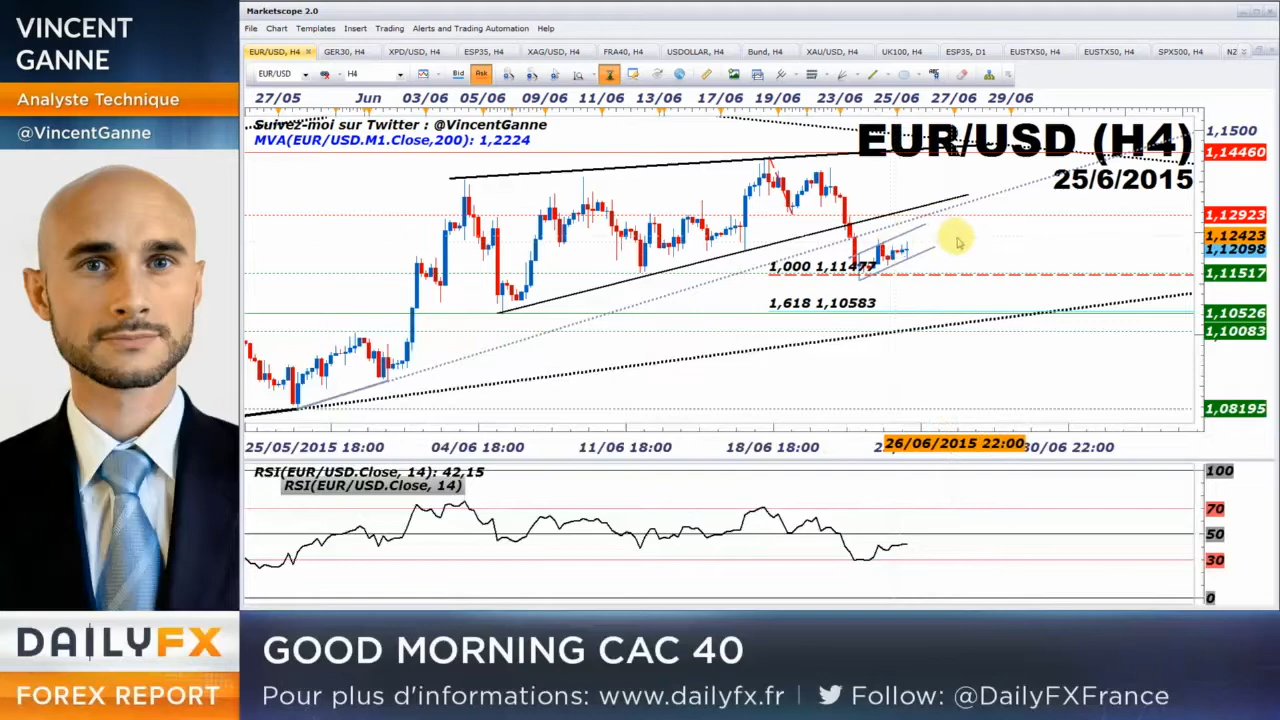 VINCENT
GANNE
Analyste Technique
@VincentGanne
Marketscope 2.0
File Chart Templates Insert Trading Alerts and Trading Automation Help
EUR/USD, H4 GER30, H4 XPD/USD, H4 ESP35, H4 XAG/USD, H4 FRA40, H4 USDOLLAR, H4 Bund, H4 XAU/USD, H4 UK100, H4 ESP35, D1 EUSTX50, H4 EUSTX50, H4 SPX500, H4
EUR/USD H4 Bid Ask
27/05 Jun 03/06 05/06 09/06 11/06 13/06 17/06 19/06 23/06 25/06 27/06 29/06
Suivez-moi sur Twitter : @VincentGanne
MVA(EUR/USD.M1.Close,200): 1,2224
EUR/USD (H4)
25/6/2015
1,1500
1,14460
1,12923
1,12423
1,12098
1,000 1,11477
1,11517
1,618 1,10583
1,10526
1,10083
1,08195
25/05/2015 18:00 04/06 18:00 11/06 18:00 18/06 18:00 26/06/2015 22:00 30/06 22:00
RSI(EUR/USD.Close, 14): 42,15
RSI(EUR/USD.Close, 14)
100
70
50
30
0
DAILYFX
FOREX REPORT
GOOD MORNING CAC 40
Pour plus d'informations: www.dailyfx.fr | Follow: @DailyFXFrance